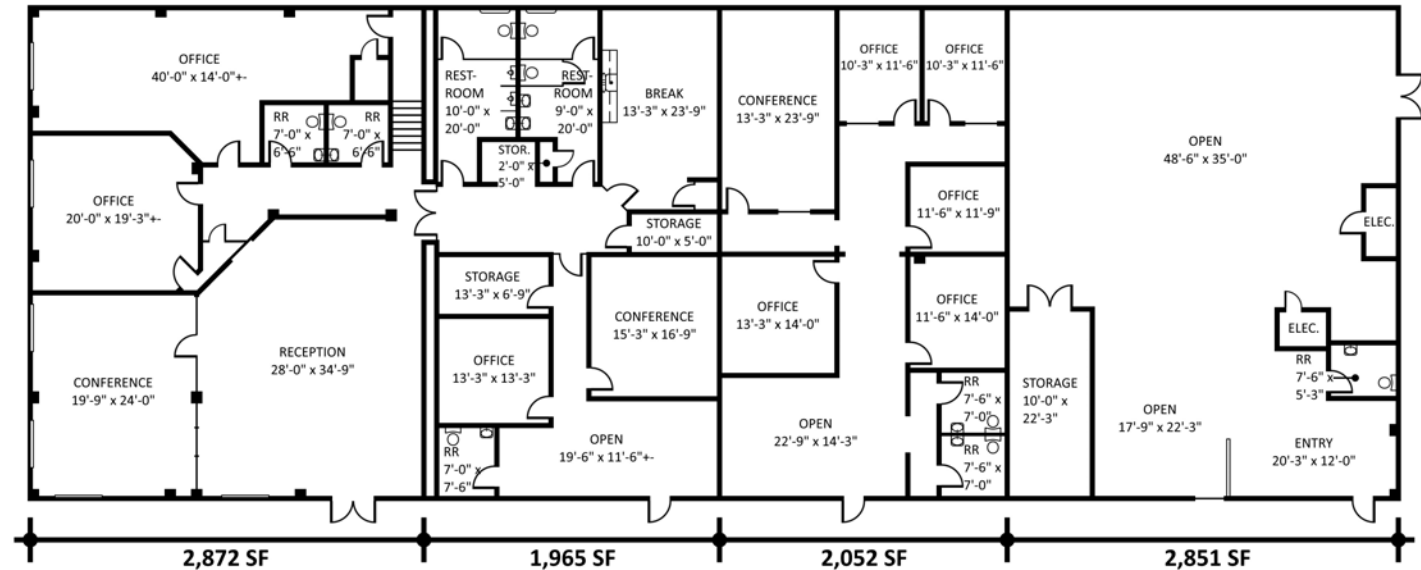 OFFICE
40'-0" x 14'-0"+-
RR
7'-0" x
6'-6"
RR
7'-0" x
6'-6"
OFFICE
20'-0" x 19'-3"+-
CONFERENCE
19'-9" x 24'-0"
RECEPTION
28'-0" x 34'-9"
REST-
ROOM
10'-0" x
20'-0"
REST-
ROOM
9'-0" x
20'-0"
STOR.
2'-0" x
5'-0"
BREAK
13'-3" x 23'-9"
STORAGE
10'-0" x 5'-0"
STORAGE
13'-3" x 6'-9"
OFFICE
13'-3" x 13'-3"
CONFERENCE
15'-3" x 16'-9"
RR
7'-0" x
7'-6"
OPEN
19'-6" x 11'-6"+-
CONFERENCE
13'-3" x 23'-9"
OFFICE
10'-3" x 11'-6"
OFFICE
10'-3" x 11'-6"
OFFICE
11'-6" x 11'-9"
OFFICE
13'-3" x 14'-0"
OFFICE
11'-6" x 14'-0"
OPEN
22'-9" x 14'-3"
RR
7'-6" x
7'-0"
RR
7'-6" x
7'-0"
OPEN
48'-6" x 35'-0"
ELEC.
ELEC.
RR
7'-6" x
5'-3"
STORAGE
10'-0" x
22'-3"
OPEN
17'-9" x 22'-3"
ENTRY
20'-3" x 12'-0"
2,872 SF
1,965 SF
2,052 SF
2,851 SF